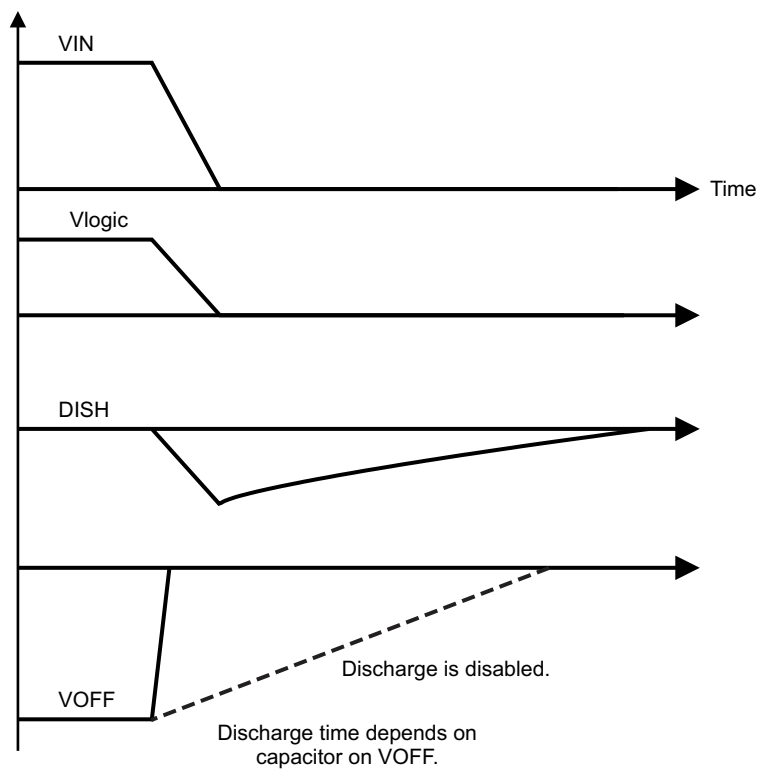 VIN
Time
Vlogic
DISH
Discharge is disabled.
VOFF
Discharge time depends on
capacitor on VOFF.